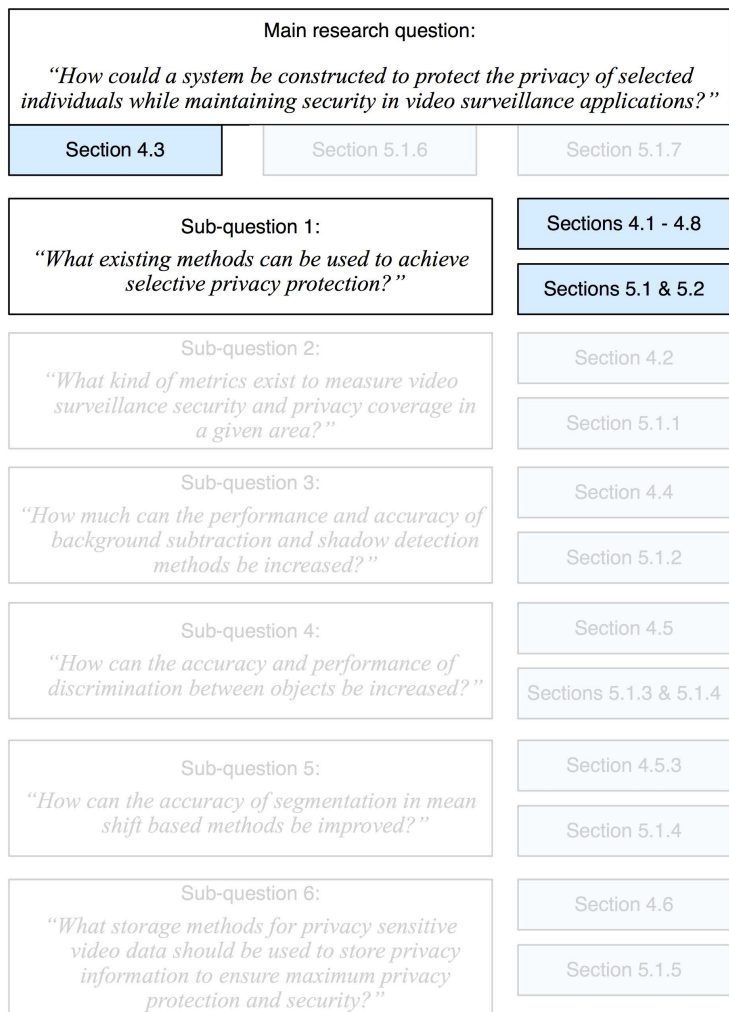 Main research question:
“How could a system be constructed to protect the privacy of selected
individuals while maintaining security in video surveillance applications?”
Section 4.3
Section 5.1.6
Section 5.1.7
Sub-question 1:
“What existing methods can be used to achieve
selective privacy protection?”
Sections 4.1 - 4.8
Sections 5.1 & 5.2
Sub-question 2:
“What kind of metrics exist to measure video
surveillance security and privacy coverage in
a given area?”
Section 4.2
Section 5.1.1
Sub-question 3:
“How much can the performance and accuracy of
background subtraction and shadow detection
methods be increased?”
Section 4.4
Section 5.1.2
Sub-question 4:
“How can the accuracy and performance of
discrimination between objects be increased?”
Section 4.5
Sections 5.1.3 & 5.1.4
Sub-question 5:
“How can the accuracy of segmentation in mean
shift based methods be improved?”
Section 4.5.3
Section 5.1.4
Sub-question 6:
“What storage methods for privacy sensitive
video data should be used to store privacy
information to ensure maximum privacy
protection and security?”
Section 4.6
Section 5.1.5